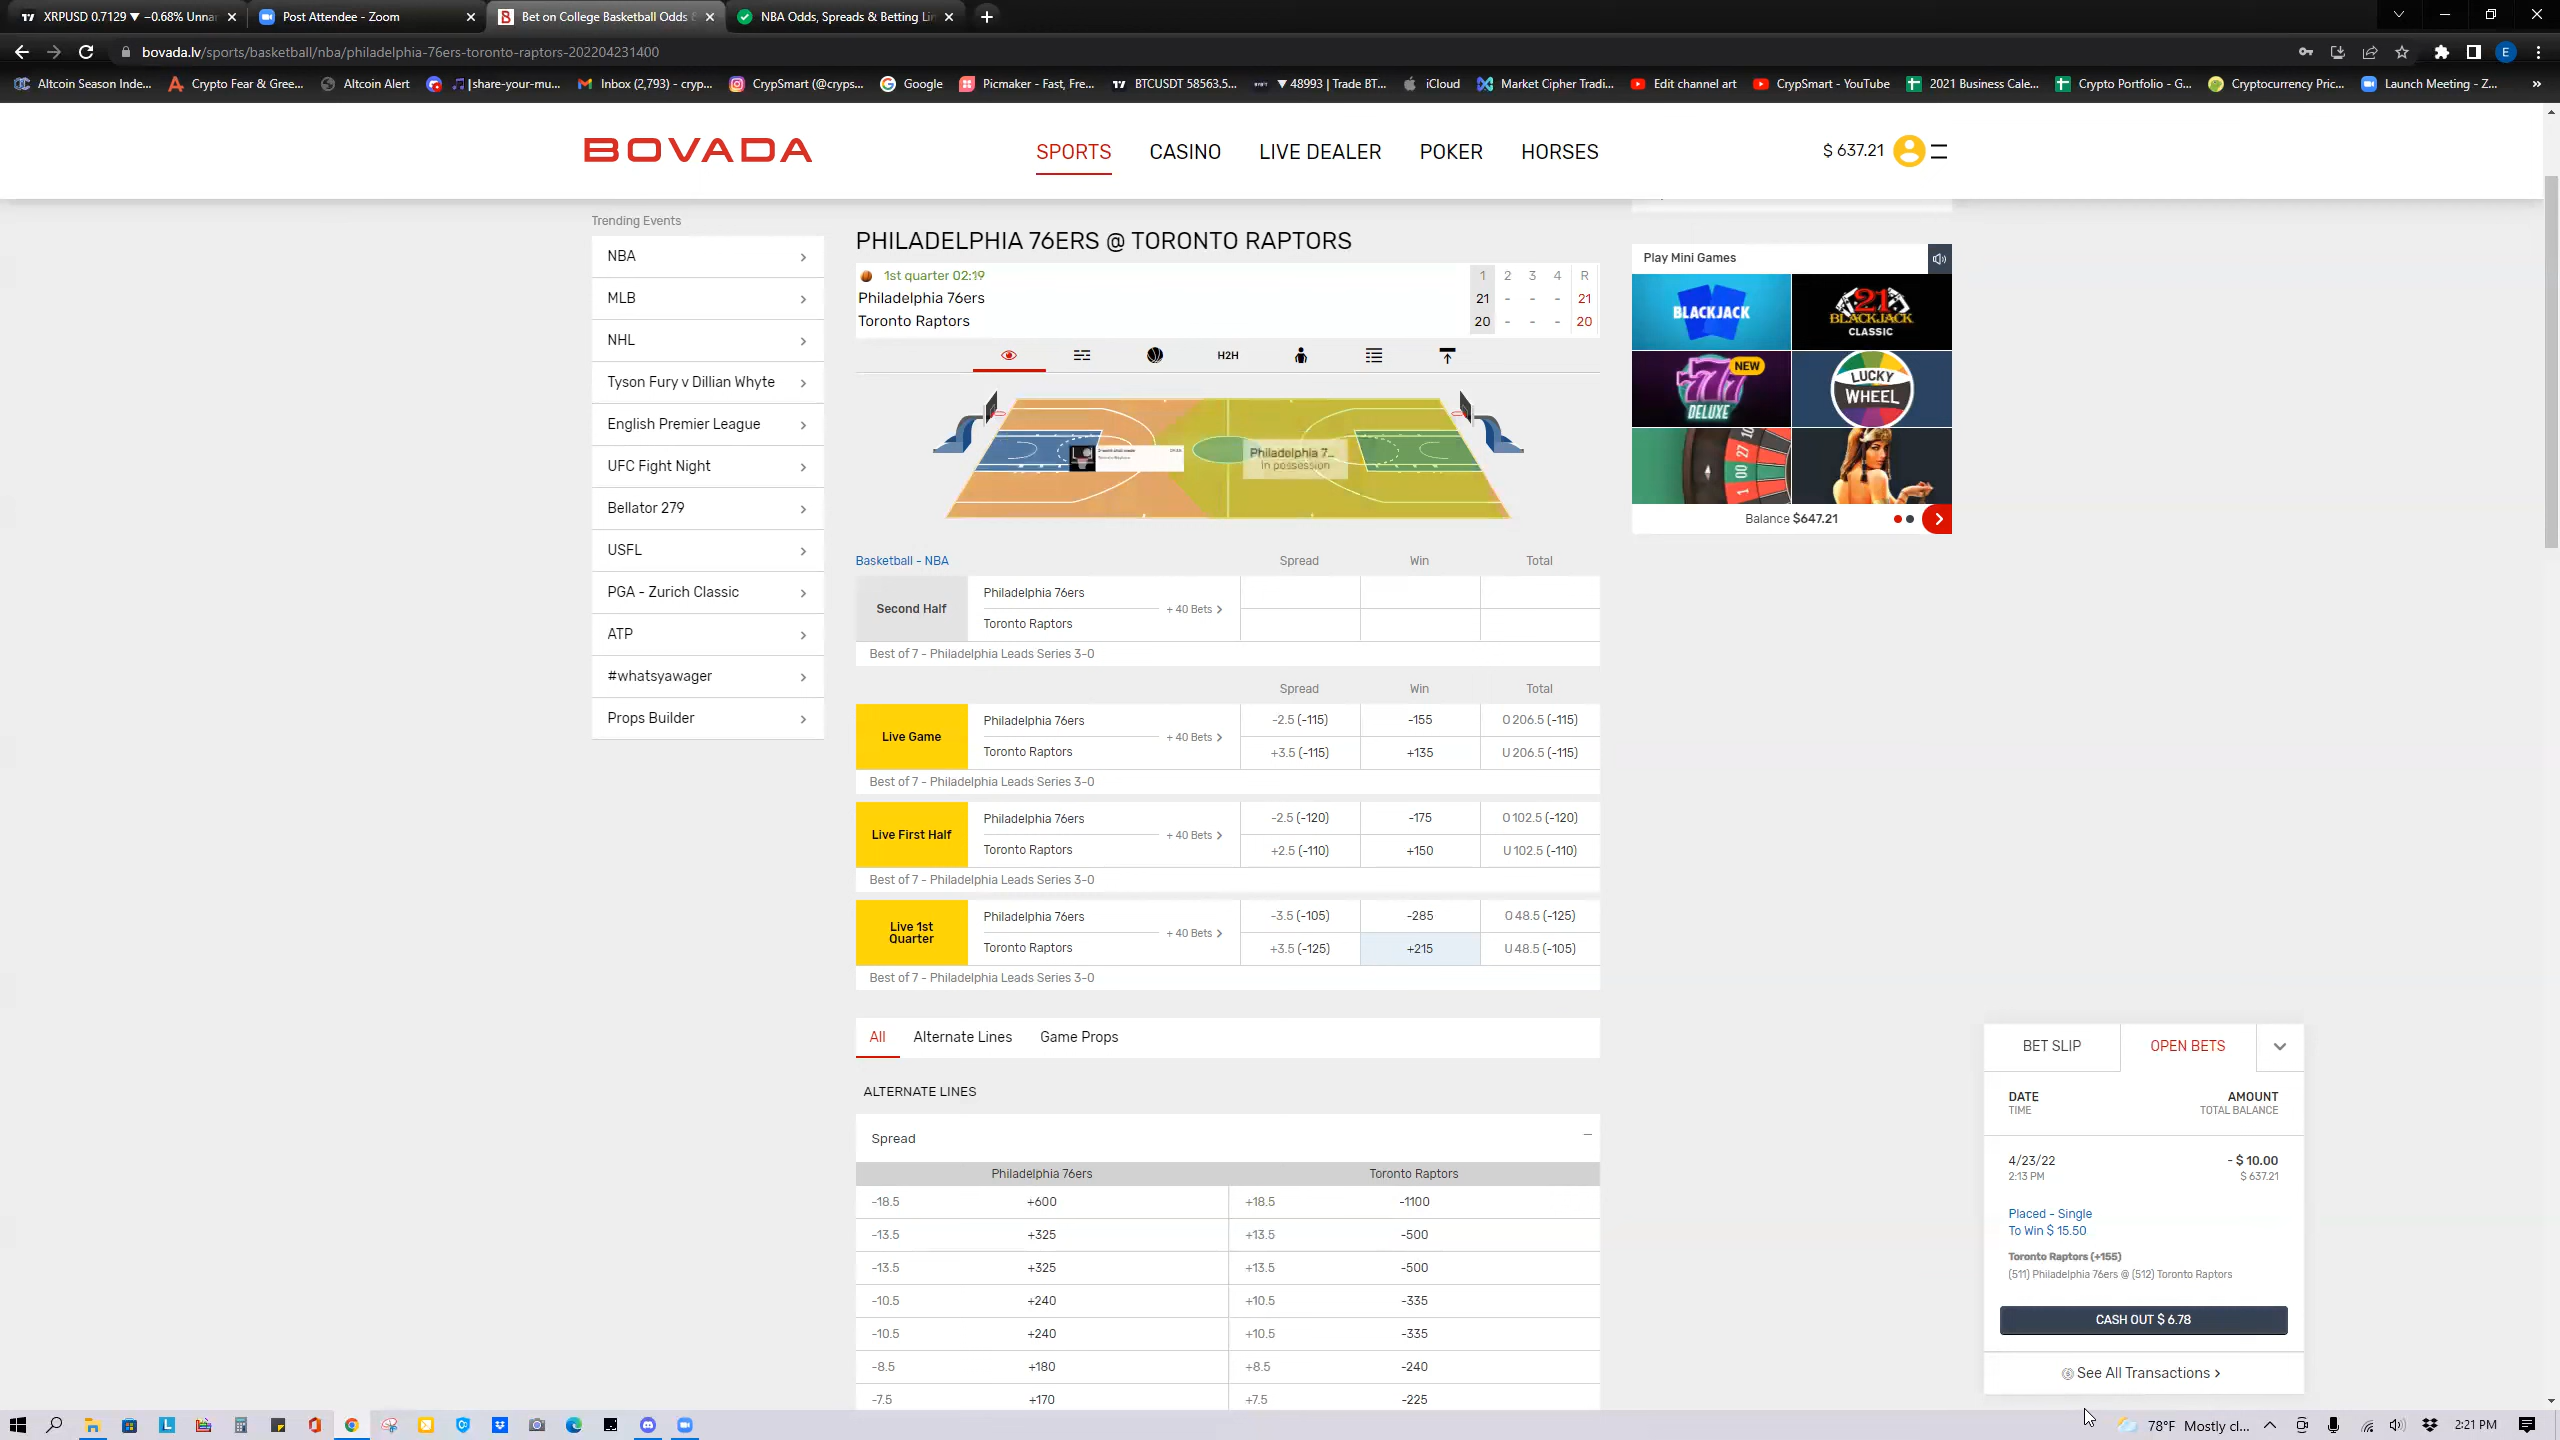 XRPUSD 0.7129 ▼ −0.68% Unnar
Post Attendee - Zoom
Bet on College Basketball Odds &
NBA Odds, Spreads & Betting Lin
bovada.lv/sports/basketball/nba/philadelphia-76ers-toronto-raptors-202204231400
E
Altcoin Season Inde...
Crypto Fear & Gree...
Altcoin Alert
|share-your-mu...
Inbox (2,793) - cryp...
CrypSmart (@cryps...
Google
Picmaker - Fast, Fre...
BTCUSDT 58563.5...
▼ 48993 | Trade BT...
iCloud
Market Cipher Tradi...
Edit channel art
CrypSmart - YouTube
2021 Business Cale...
Crypto Portfolio - G...
Cryptocurrency Pric...
Launch Meeting - Z...
»
BOVADA
SPORTS
CASINO
LIVE DEALER
POKER
HORSES
$ 637.21
Trending Events
NBA
MLB
NHL
Tyson Fury v Dillian Whyte
English Premier League
UFC Fight Night
Bellator 279
USFL
PGA - Zurich Classic
ATP
#whatsyawager
Props Builder
PHILADELPHIA 76ERS @ TORONTO RAPTORS
1st quarter 02:19 1 2 3 4 R
Philadelphia 76ers 21 - - - 21
Toronto Raptors 20 - - - 20
H2H
Philadelphia 7...
In possession
Basketball - NBA Spread Win Total
Second Half
Philadelphia 76ers
+ 40 Bets >
Toronto Raptors
Best of 7 - Philadelphia Leads Series 3-0
Spread Win Total
Live Game
Philadelphia 76ers -2.5 (-115) -155 O 206.5 (-115)
+ 40 Bets >
Toronto Raptors +3.5 (-115) +135 U 206.5 (-115)
Best of 7 - Philadelphia Leads Series 3-0
Live First Half
Philadelphia 76ers -2.5 (-120) -175 O 102.5 (-120)
+ 40 Bets >
Toronto Raptors +2.5 (-110) +150 U 102.5 (-110)
Best of 7 - Philadelphia Leads Series 3-0
Live 1st
Quarter
Philadelphia 76ers -3.5 (-105) -285 O 48.5 (-125)
+ 40 Bets >
Toronto Raptors +3.5 (-125) +215 U 48.5 (-105)
Best of 7 - Philadelphia Leads Series 3-0
All Alternate Lines Game Props
ALTERNATE LINES
Spread
Philadelphia 76ers Toronto Raptors
-18.5 +600 +18.5 -1100
-13.5 +325 +13.5 -500
-13.5 +325 +13.5 -500
-10.5 +240 +10.5 -335
-10.5 +240 +10.5 -335
-8.5 +180 +8.5 -240
-7.5 +170 +7.5 -225
Play Mini Games
BLACKJACK
21
BLACKJACK
CLASSIC
NEW
777
DELUXE
LUCKY
WHEEL
10
27
00
1
Balance $647.21
BET SLIP OPEN BETS
DATE AMOUNT
TIME TOTAL BALANCE
4/23/22 - $ 10.00
2:13 PM $ 637.21
Placed - Single
To Win $ 15.50
Toronto Raptors (+155)
(511) Philadelphia 76ers @ (512) Toronto Raptors
CASH OUT $ 6.78
See All Transactions >
78°F Mostly cl...
2:21 PM